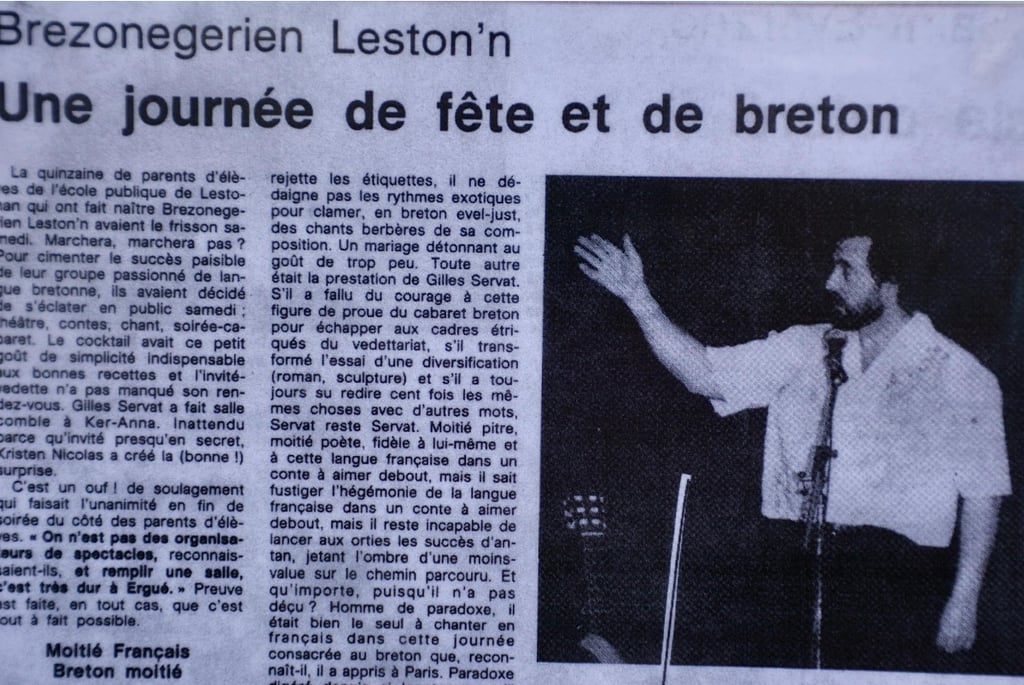 Brezonegerien Leston'n
Une journée de fête et de breton
La quinzaine de parents d'élè-
es de l'école publique de Lesto-
an qui ont fait naître Brezonege-
ien Leston'n avaient le frisson sa-
medi. Marchera, marchera pas ?
Pour cimenter le succès paisible
de leur groupe passionné de lan-
gue bretonne, ils avaient décidé
de s'éclater en public samedi ;
théâtre, contes, chant, soirée-ca-
baret. Le cocktail avait ce petit
goût de simplicité indispensable
aux bonnes recettes et l'invité-
vedette n'a pas manqué son ren-
dez-vous. Gilles Servat a fait salle
comble à Ker-Anna. Inattendu
parce qu'invité presqu'en secret,
Kristen Nicolas a créé la (bonne !)
surprise.
C'est un ouf ! de soulagement
qui faisait l'unanimité en fin de
soirée du côté des parents d'élè-
ves. « On n'est pas des organisa-
teurs de spectacles, reconnais-
saient-ils, et remplir une salle,
c'est très dur à Ergué. » Preuve
est faite, en tout cas, que c'est
tout à fait possible.
Moitié Français
Breton moitié
rejette les étiquettes, il ne dé-
daigne pas les rythmes exotiques
pour clamer, en breton evel-just,
des chants berbères de sa com-
position. Un mariage détonnant au
goût de trop peu. Toute autre
était la prestation de Gilles Servat.
S'il a fallu du courage à cette
figure de proue du cabaret breton
pour échapper aux cadres étri-
qués du vedettariat, s'il trans-
formé l'essai d'une diversification
(roman, sculpture) et s'il a tou-
jours su redire cent fois les mê-
mes choses avec d'autres mots,
Servat reste Servat. Moitié pitre,
moitié poète, fidèle à lui-même et
à cette langue française dans un
conte à aimer debout, mais il sait
fustiger l'hégémonie de la langue
française dans un conte à aimer
debout, mais il reste incapable de
lancer aux orties les succès d'an-
tan, jetant l'ombre d'une moins-
value sur le chemin parcouru. Et
qu'importe, puisqu'il n'a pas
déçu ? Homme de paradoxe, il
était bien le seul à chanter en
français dans cette journée
consacrée au breton que, recon-
naît-il, il a appris à Paris. Paradoxe